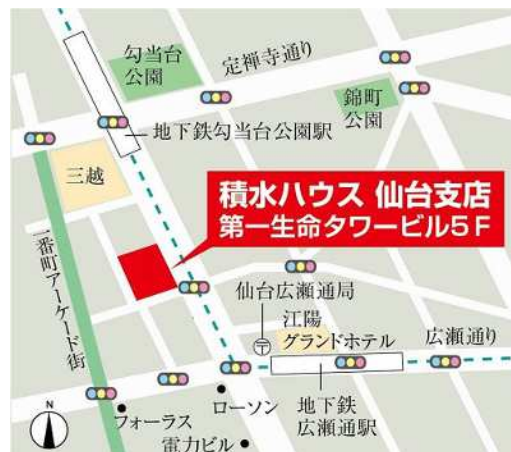 勾当台
公園
定禅寺通り
錦町
公園
地下鉄勾当台公園駅
三越
積水ハウス 仙台支店
第一生命タワービル5F
一番町アーケード街
仙台広瀬通局
江陽
グランドホテル
広瀬通り
〒
ローソン
地下鉄
広瀬通駅
フォーラス
電力ビル
N